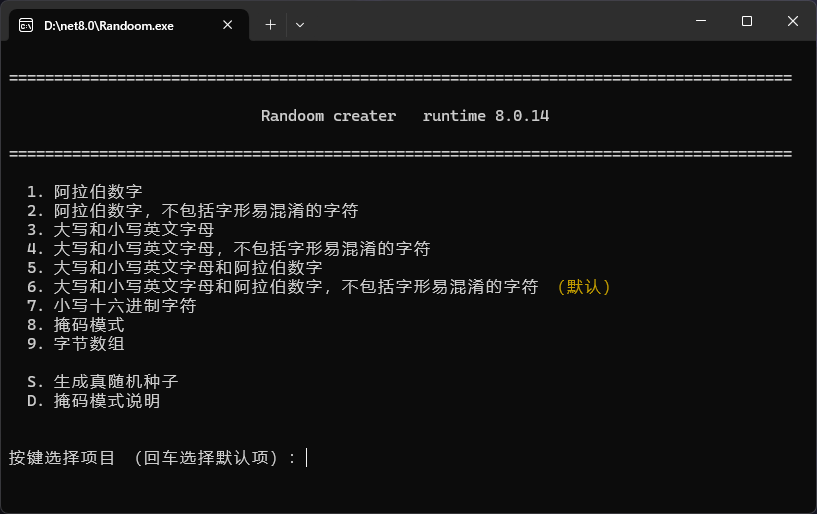 D:\net8.0\Randoom.exe
=======================================================================================
Randoom creater   runtime 8.0.14
=======================================================================================
1. 阿拉伯数字
2. 阿拉伯数字，不包括字形易混淆的字符
3. 大写和小写英文字母
4. 大写和小写英文字母，不包括字形易混淆的字符
5. 大写和小写英文字母和阿拉伯数字
6. 大写和小写英文字母和阿拉伯数字，不包括字形易混淆的字符 （默认）
7. 小写十六进制字符
8. 掩码模式
9. 字节数组
S. 生成真随机种子
D. 掩码模式说明
按键选择项目 （回车选择默认项）: